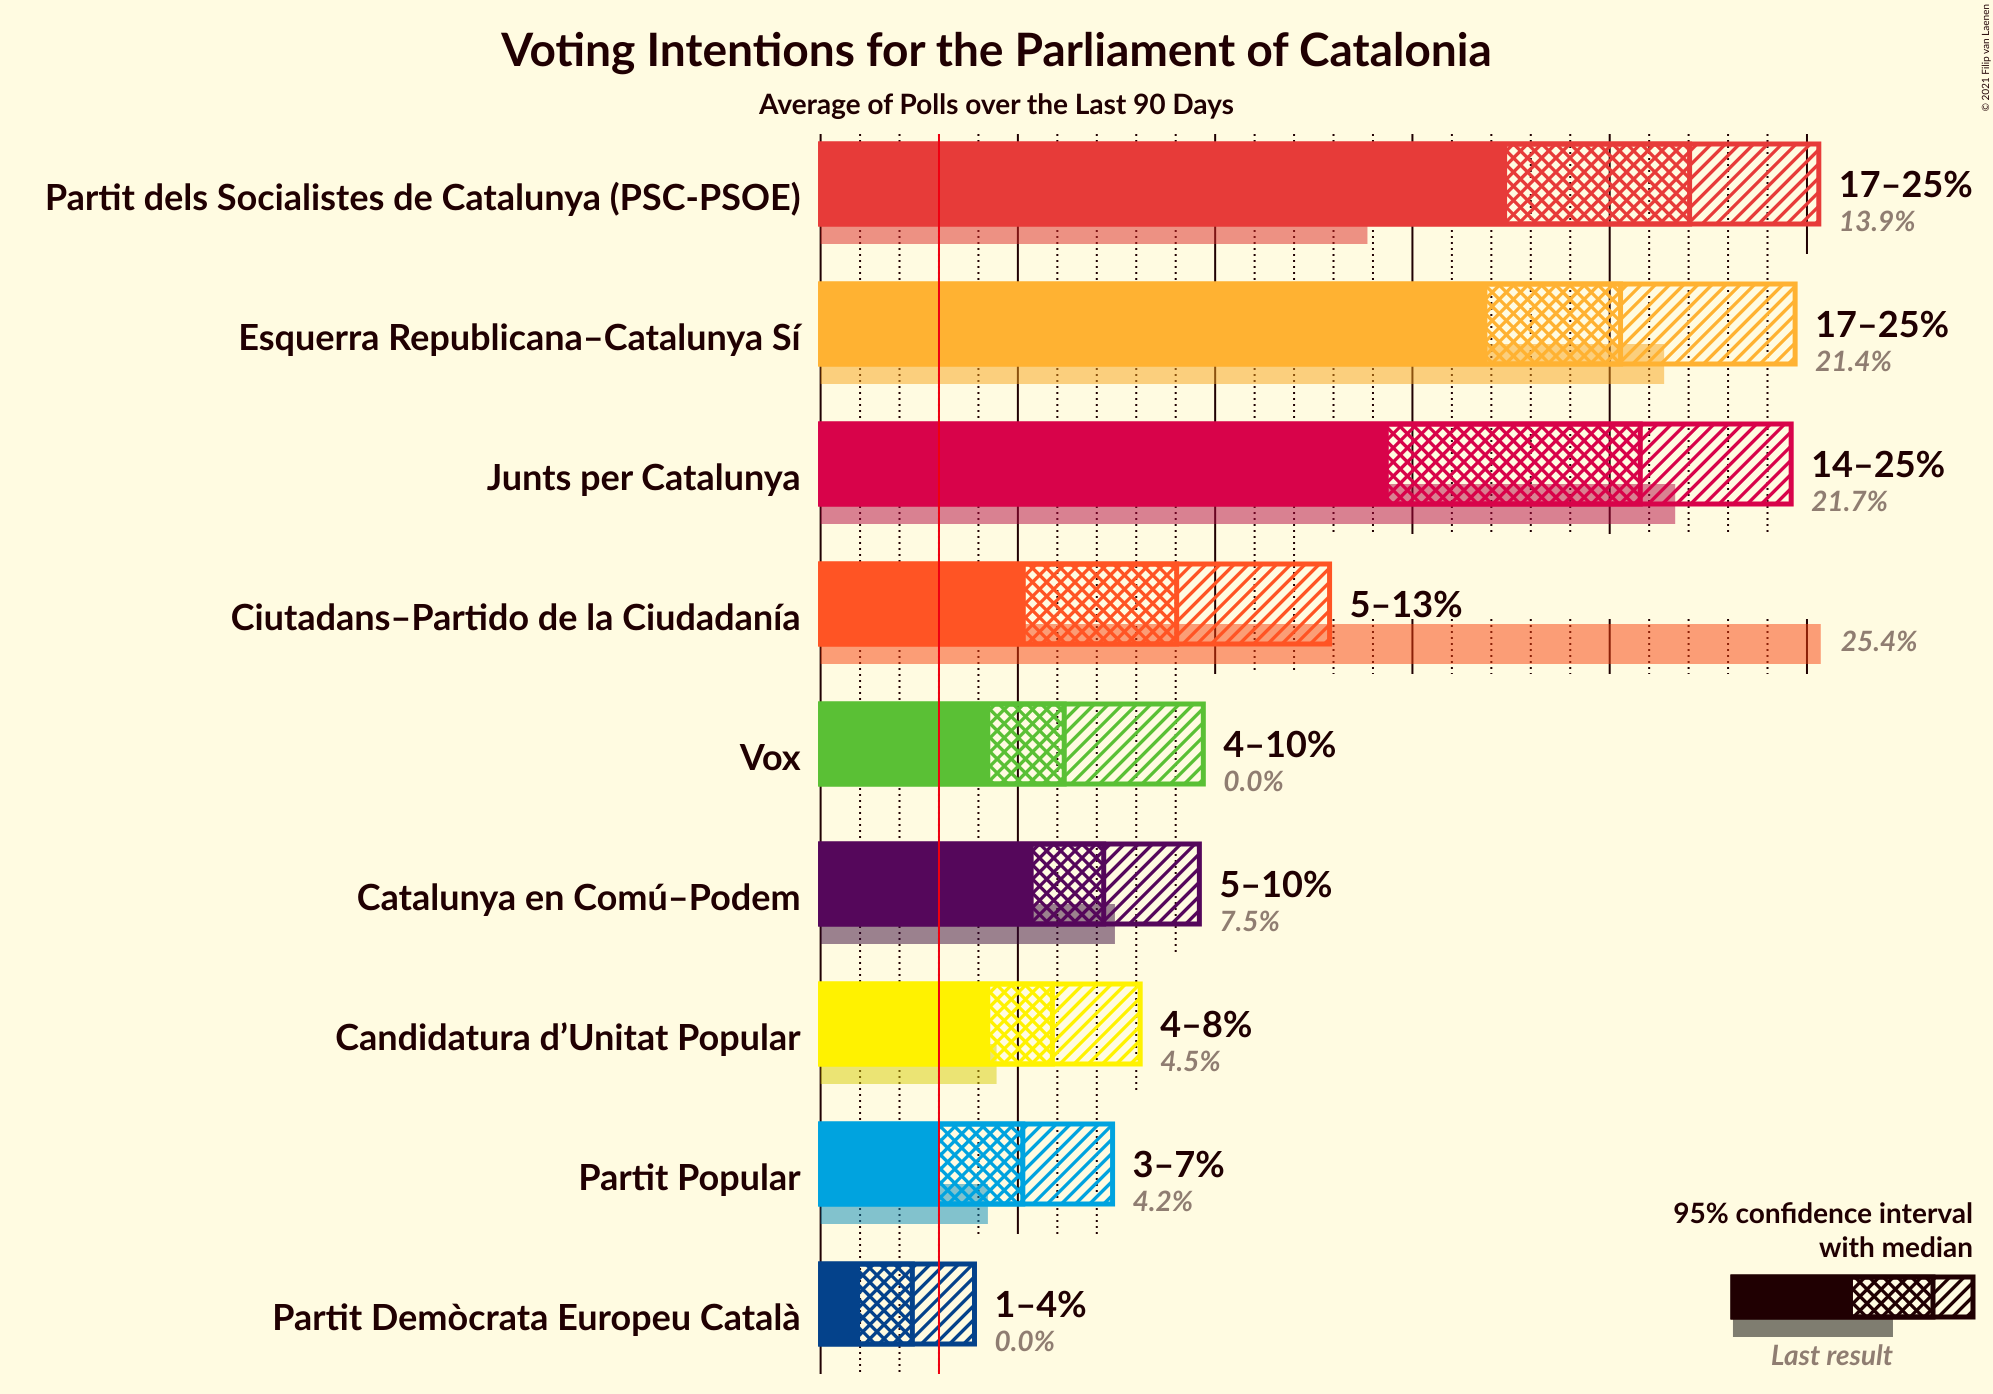 Voting Intentions for the Parliament of Catalonia
Average of Polls over the Last 90 Days
© 2021 Filip van Laenen
Partit dels Socialistes de Catalunya (PSC-PSOE)
17–25%
13.9%
Esquerra Republicana–Catalunya Sí
17–25%
21.4%
Junts per Catalunya
14–25%
21.7%
Ciutadans–Partido de la Ciudadanía
5–13%
25.4%
Vox
4–10%
0.0%
Catalunya en Comú–Podem
5–10%
7.5%
Candidatura d’Unitat Popular
4–8%
4.5%
Partit Popular
3–7%
4.2%
Partit Demòcrata Europeu Català
1–4%
0.0%
95% confidence interval
with median
Last result